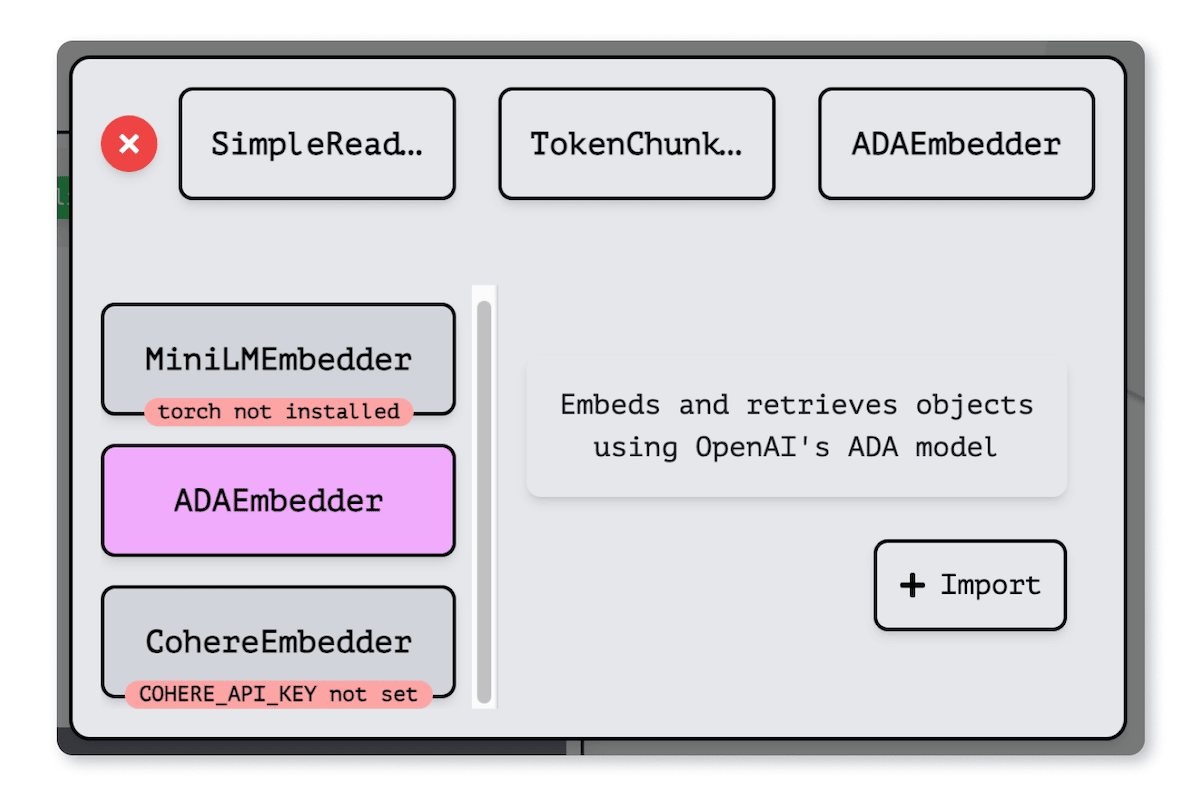 SimpleRead…
TokenChunk…
ADAEmbedder
MiniLMEmbedder
torch not installed
ADAEmbedder
CohereEmbedder
COHERE_API_KEY not set
Embeds and retrieves objects
using OpenAI's ADA model
+ Import